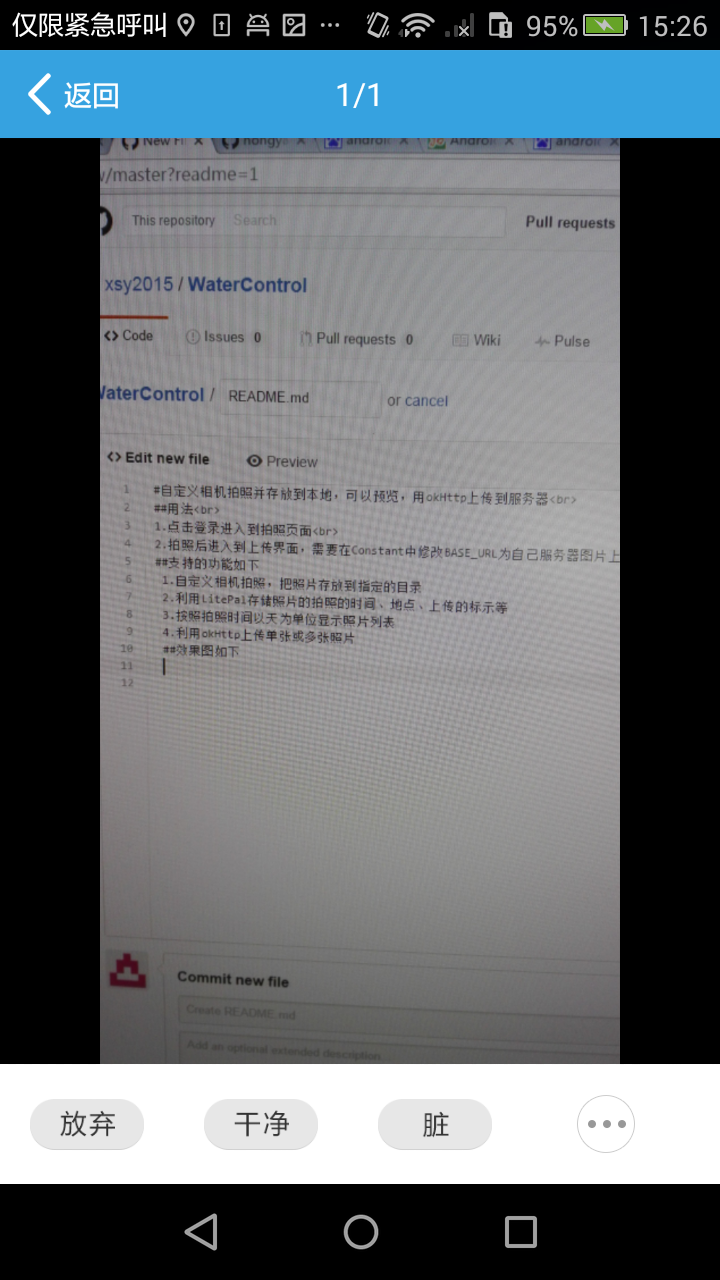 仅限紧急呼叫 95% 15:26
返回 1/1
New Fi hongy androi Androi androi
/master?readme=1
This repository Search Pull requests
xsy2015 / WaterControl
Code Issues 0 Pull requests 0 Wiki Pulse
WaterControl / README.md or cancel
Edit new file Preview
1 #自定义相机拍照并存放到本地，可以预览，用okHttp上传到服务器<br>
2 ##用法<br>
3 1.点击登录进入到拍照页面<br>
4 2.拍照后进入到上传界面，需要在Constant中修改BASE_URL为自己服务器图片上
5 ##支持的功能如下
6 1.自定义相机拍照，把照片存放到指定的目录
7 2.利用LitePal存储照片的拍照的时间、地点、上传的标示等
8 3.按照拍照时间以天为单位显示照片列表
9 4.利用okHttp上传单张或多张照片
10 ##效果图如下
11
12
Commit new file
Create README.md
Add an optional extended description...
放弃 干净 脏